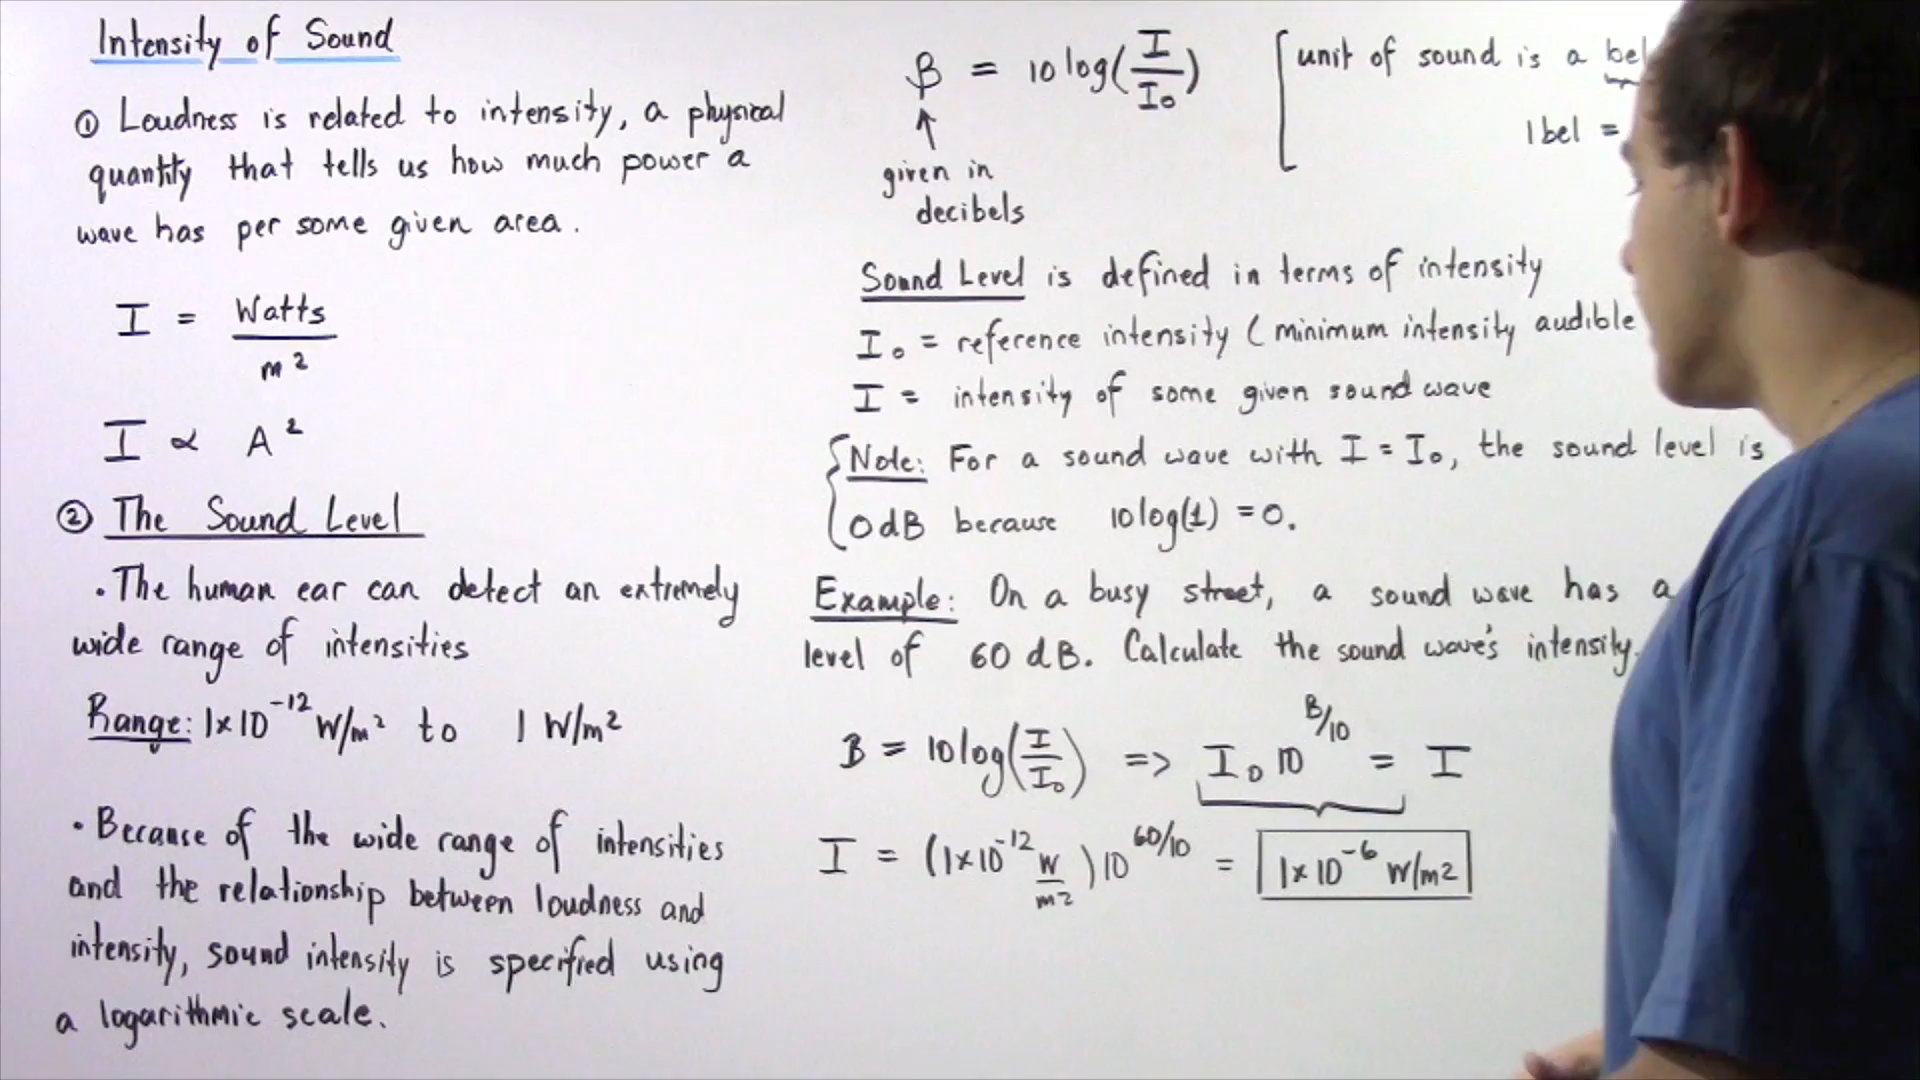 Intensity of Sound
① Loudness is related to intensity, a physical
quantity that tells us how much power a
wave has per some given area.
I = Watts / m²
I ∝ A²
② The Sound Level
• The human ear can detect an extremely
wide range of intensities
Range: 1×10⁻¹² W/m² to 1 W/m²
• Because of the wide range of intensities
and the relationship between loudness and
intensity, sound intensity is specified using
a logarithmic scale.
β = 10 log(I/I₀)
given in
decibels
unit of sound is a bel
1 bel =
Sound Level is defined in terms of intensity
I₀ = reference intensity (minimum intensity audible
I = intensity of some given sound wave
Note: For a sound wave with I = I₀, the sound level is
0 dB because 10 log(1) = 0.
Example: On a busy street, a sound wave has a
level of 60 dB. Calculate the sound wave's intensity.
B = 10 log(I/I₀) => I₀ 10^(B/10) = I
I = (1×10⁻¹² W/m²) 10^(60/10) = 1×10⁻⁶ W/m²